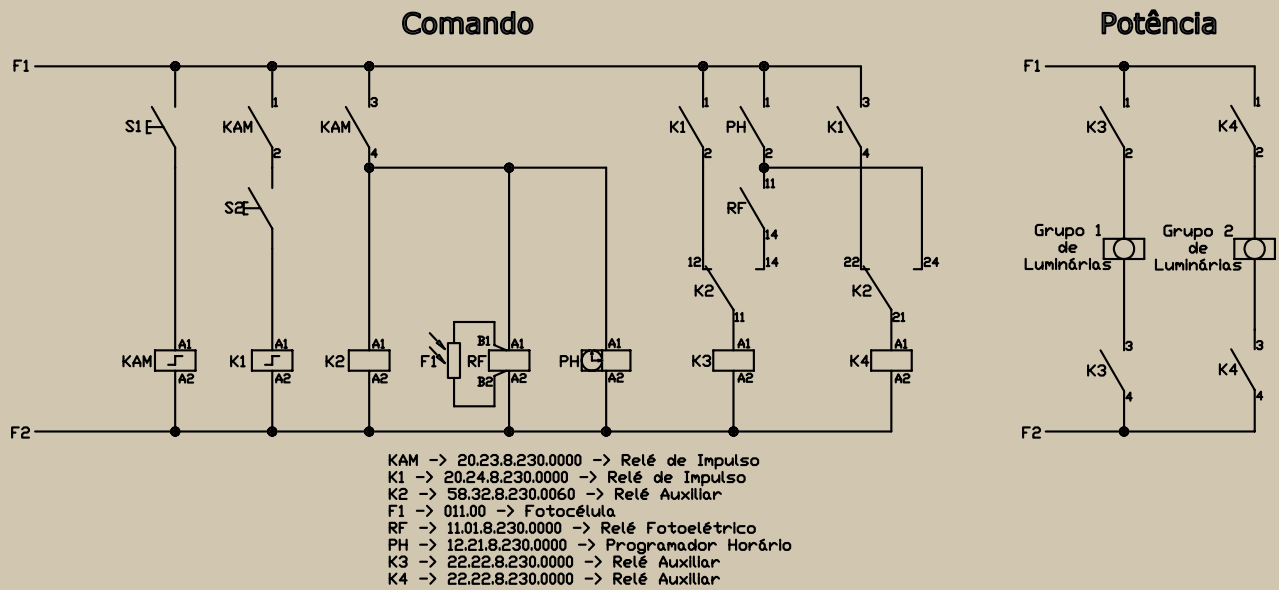 Comando
Potência
F1
F1
S1
KAM
1
2
KAM
3
4
K1
1
2
PH
1
2
K1
3
4
K3
1
2
K4
1
2
S2
RF
11
14
12
14
22
24
K2
11
K2
21
Grupo 1
de
Luminárias
Grupo 2
de
Luminárias
KAM
A1
A2
K1
A1
A2
K2
A1
A2
F1
B1
B2
RF
A1
A2
PH
A1
A2
K3
A1
A2
K4
A1
A2
K3
3
4
K4
3
4
F2
F2
KAM -> 20.23.8.230.0000 -> Relé de Impulso
K1 -> 20.24.8.230.0000 -> Relé de Impulso
K2 -> 58.32.8.230.0060 -> Relé Auxiliar
F1 -> 011.00 -> Fotocélula
RF -> 11.01.8.230.0000 -> Relé Fotoelétrico
PH -> 12.21.8.230.0000 -> Programador Horário
K3 -> 22.22.8.230.0000 -> Relé Auxiliar
K4 -> 22.22.8.230.0000 -> Relé Auxiliar